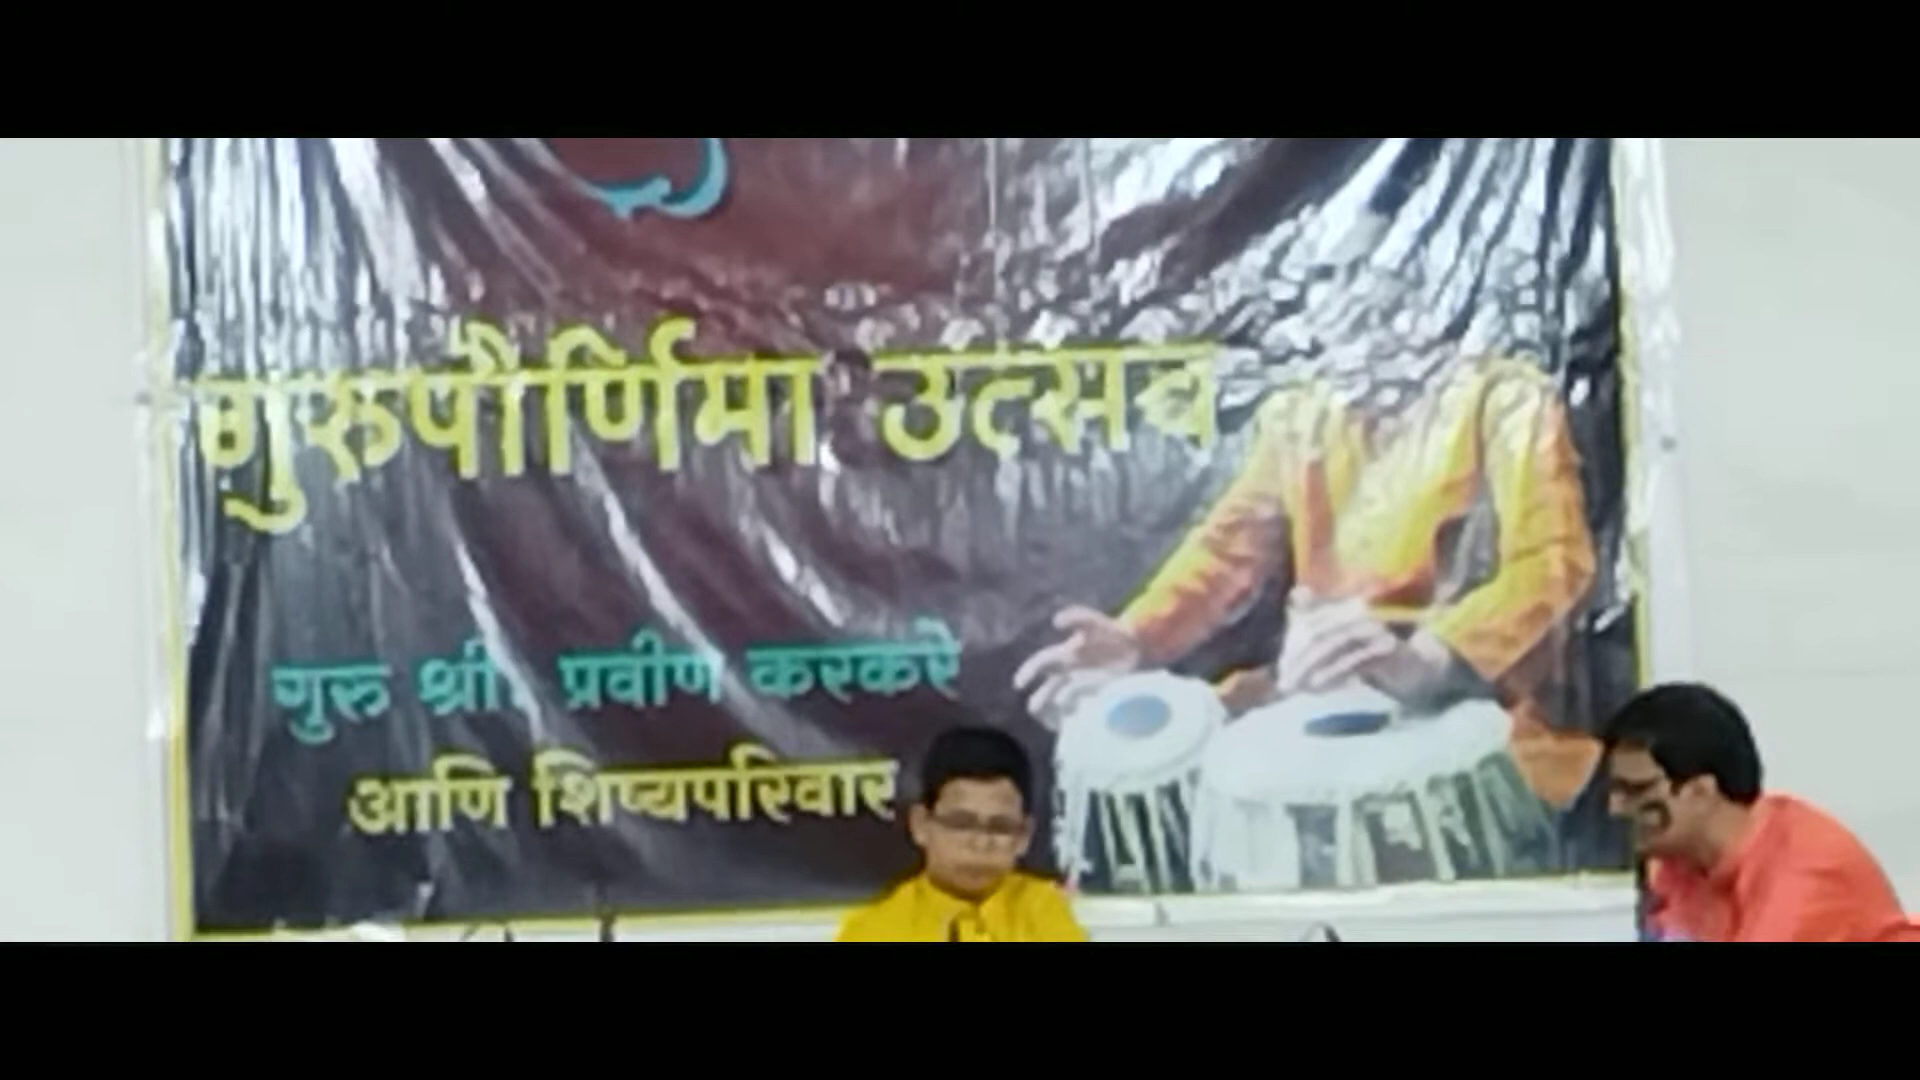 गुरुपौर्णिमा उत्सव
गुरु श्री. प्रवीण करकरे
आणि शिष्यपरिवार